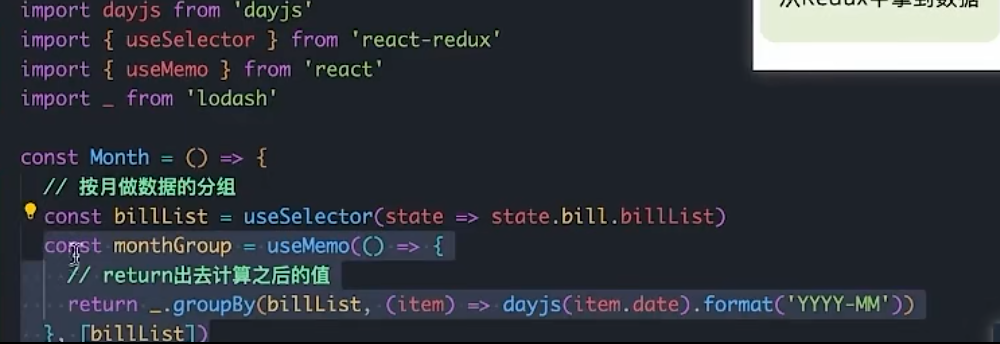 import dayjs from 'dayjs'
从Redux中拿到数据
import { useSelector } from 'react-redux'
import { useMemo } from 'react'
import _ from 'lodash'
const Month = () => {
// 按月做数据的分组
const billList = useSelector(state => state.bill.billList)
const monthGroup = useMemo(() => {
// return出去计算之后的值
return _.groupBy(billList, (item) => dayjs(item.date).format('YYYY-MM'))
}, [billList])